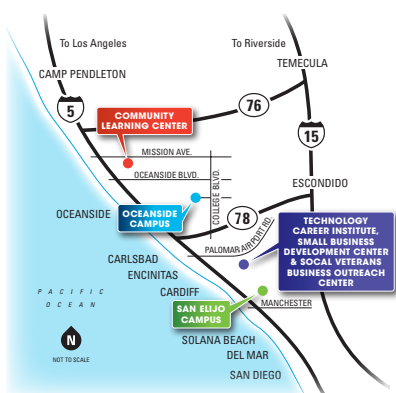 To Los Angeles
To Riverside
CAMP PENDLETON
TEMECULA
5
76
15
COMMUNITY
LEARNING CENTER
MISSION AVE.
OCEANSIDE BLVD.
COLLEGE BLVD.
ESCONDIDO
OCEANSIDE
OCEANSIDE
CAMPUS
78
PALOMAR AIRPORT RD.
TECHNOLOGY
CAREER INSTITUTE,
SMALL BUSINESS
DEVELOPMENT CENTER
& SOCAL VETERANS
BUSINESS OUTREACH
CENTER
CARLSBAD
ENCINITAS
CARDIFF
PACIFIC
OCEAN
SAN ELIJO
CAMPUS
MANCHESTER
N
NOT TO SCALE
SOLANA BEACH
DEL MAR
SAN DIEGO